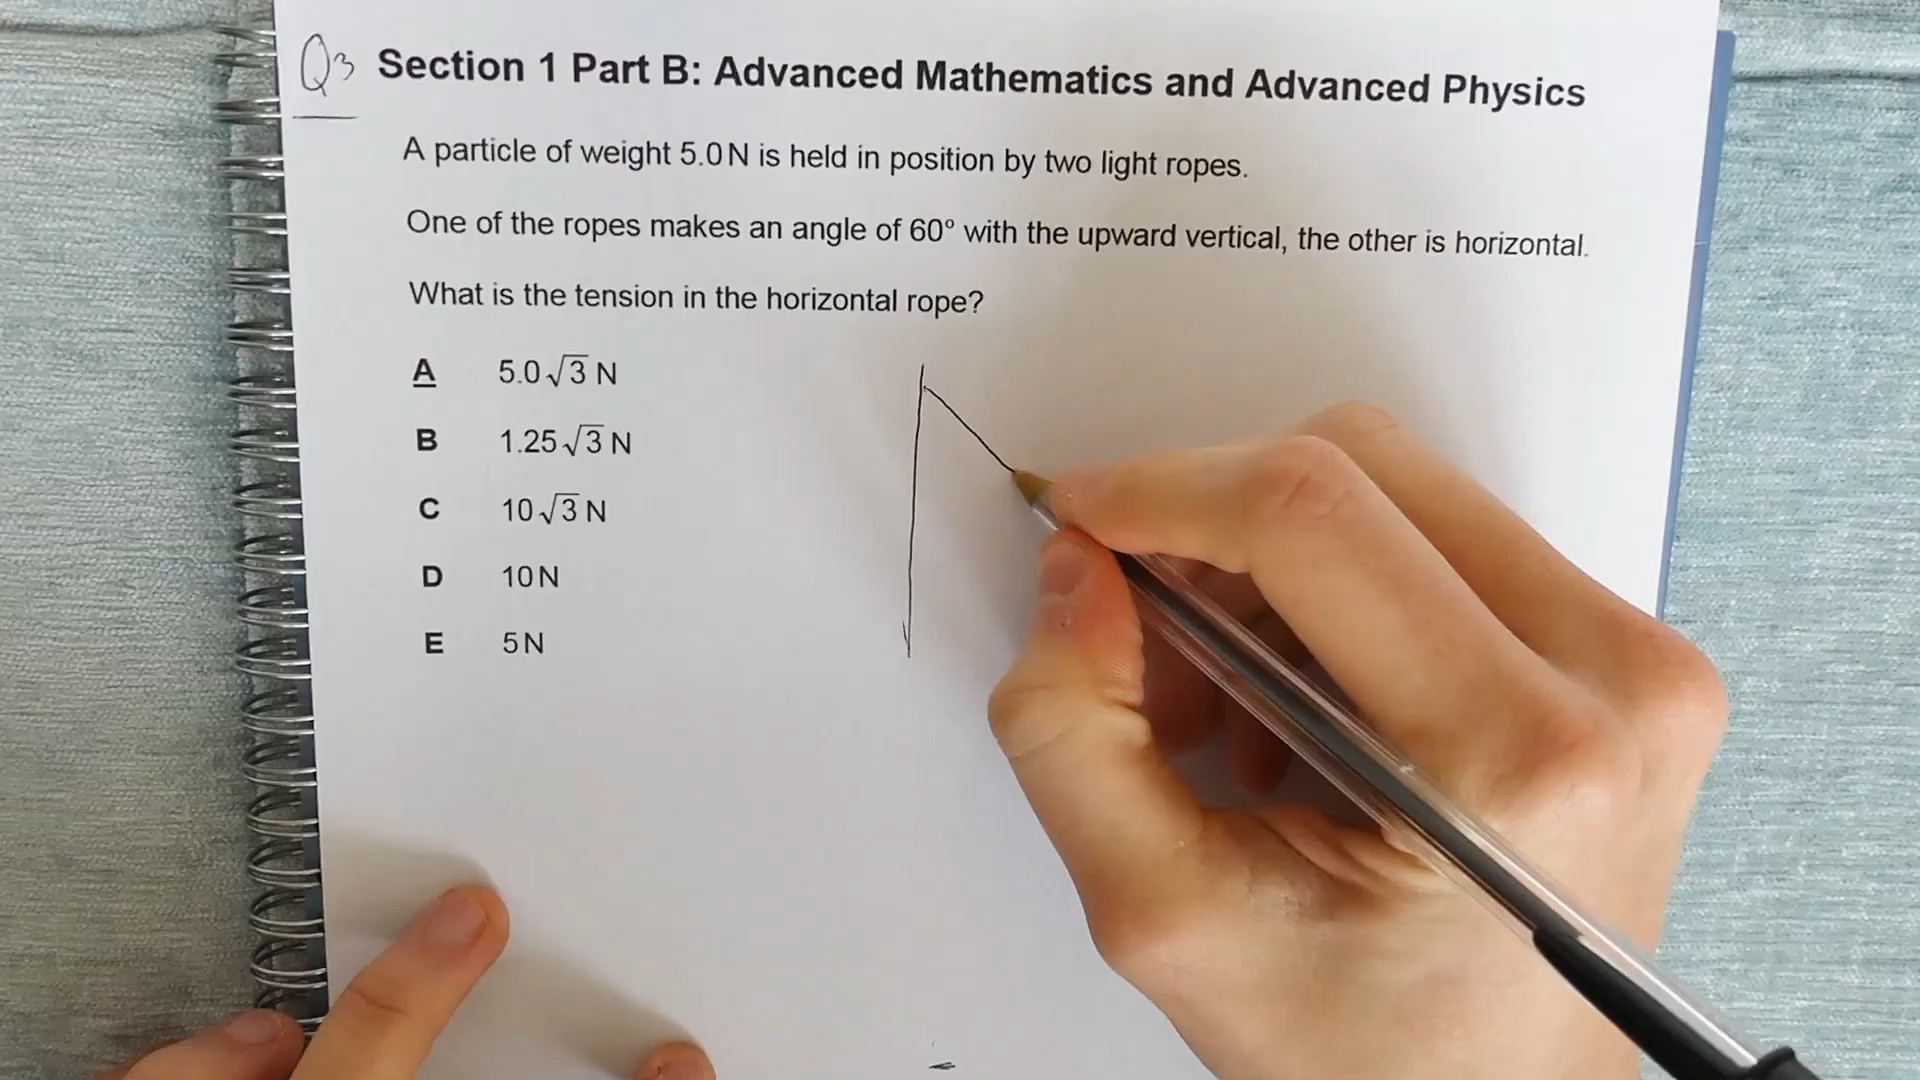 Q3 Section 1 Part B: Advanced Mathematics and Advanced Physics
A particle of weight 5.0 N is held in position by two light ropes.
One of the ropes makes an angle of 60° with the upward vertical, the other is horizontal.
What is the tension in the horizontal rope?
A 5.0√3 N
B 1.25√3 N
C 10√3 N
D 10 N
E 5 N